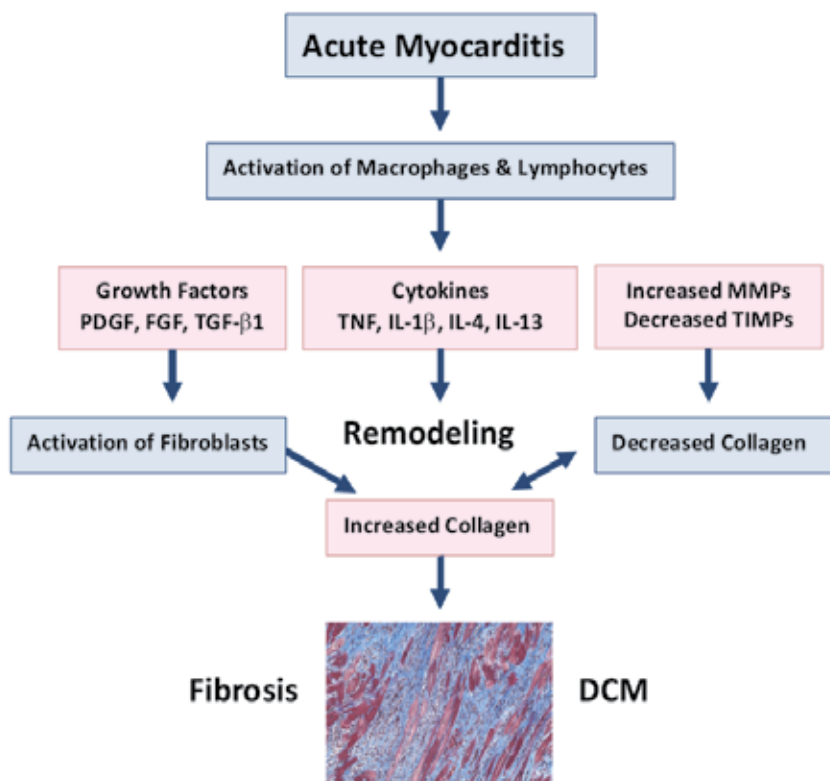 Acute Myocarditis
Activation of Macrophages & Lymphocytes
Growth Factors
PDGF, FGF, TGF-β1
Cytokines
TNF, IL-1β, IL-4, IL-13
Increased MMPs
Decreased TIMPs
Activation of Fibroblasts
Remodeling
Decreased Collagen
Increased Collagen
Fibrosis
DCM